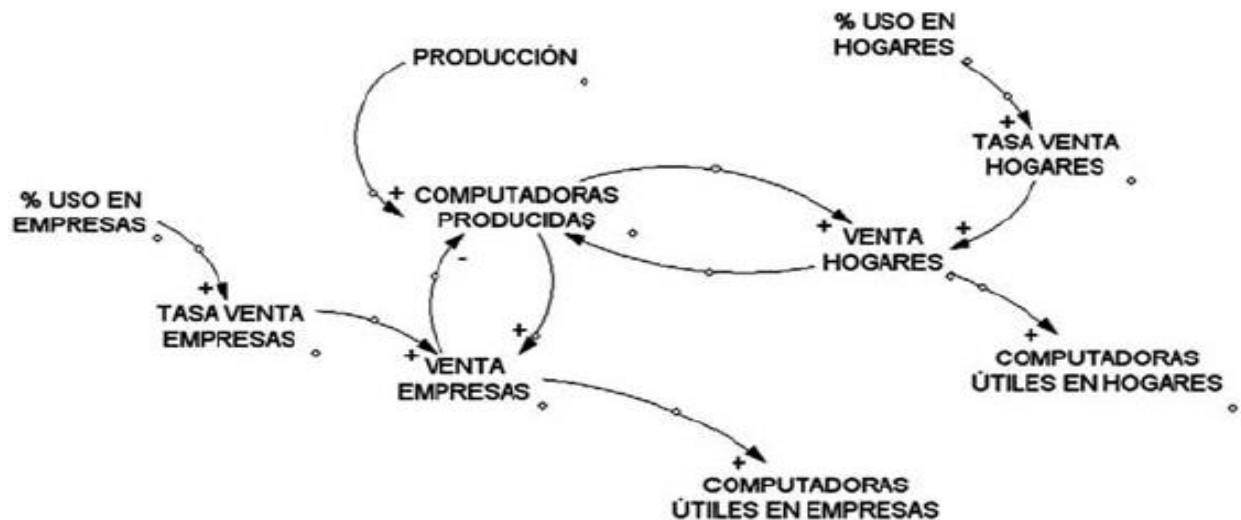 % USO EN
HOGARES
PRODUCCIÓN
+
TASA VENTA
HOGARES
% USO EN
EMPRESAS
+
COMPUTADORAS
PRODUCIDAS
-
+
VENTA
HOGARES
+
+
TASA VENTA
EMPRESAS
+
+
VENTA
EMPRESAS
+
COMPUTADORAS
ÚTILES EN HOGARES
+
COMPUTADORAS
ÚTILES EN EMPRESAS